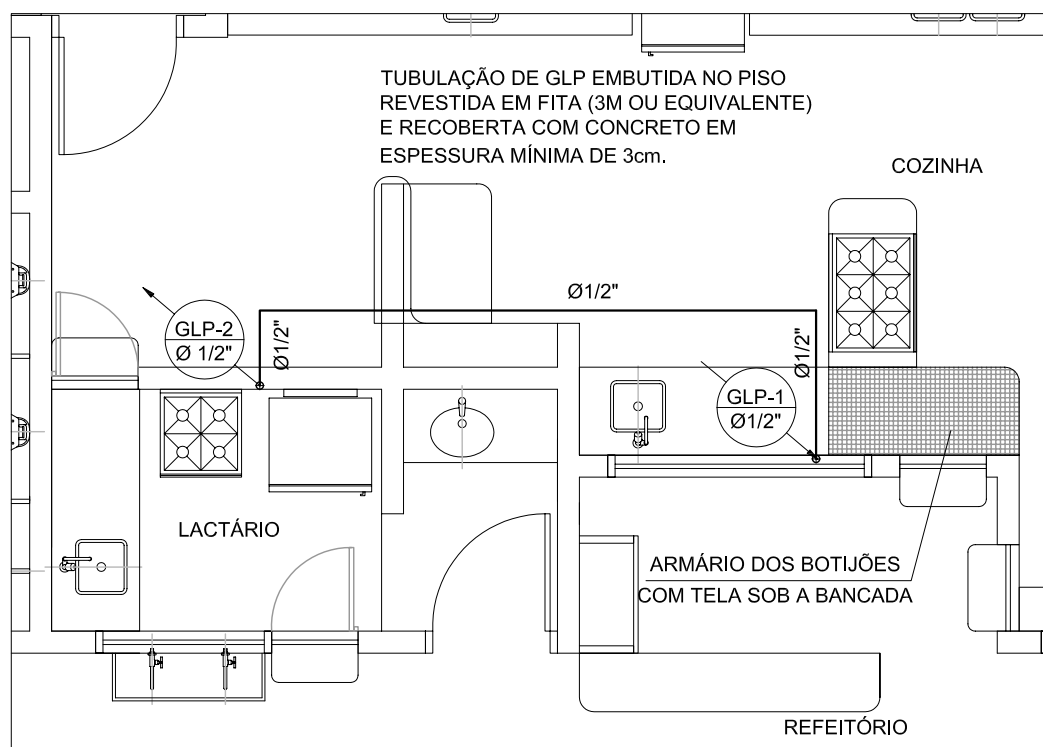 TUBULAÇÃO DE GLP EMBUTIDA NO PISO
REVESTIDA EM FITA (3M OU EQUIVALENTE)
E RECOBERTA COM CONCRETO EM
ESPESSURA MÍNIMA DE 3cm.
COZINHA
Ø1/2"
GLP-2
Ø 1/2"
Ø1/2"
Ø1/2"
GLP-1
Ø1/2"
LACTÁRIO
ARMÁRIO DOS BOTIJÕES
COM TELA SOB A BANCADA
REFEITÓRIO